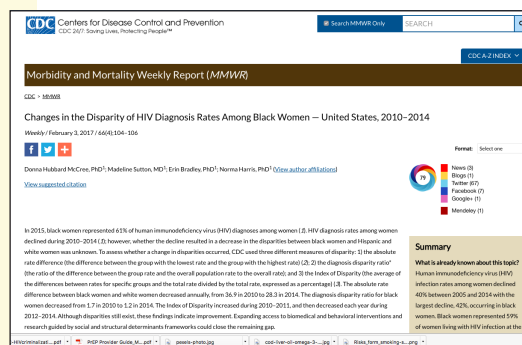 CDC Centers for Disease Control and Prevention
CDC 24/7: Saving Lives, Protecting People™
Search MMWR Only
SEARCH
CDC A-Z INDEX
Morbidity and Mortality Weekly Report (MMWR)
CDC > MMWR
Changes in the Disparity of HIV Diagnosis Rates Among Black Women — United States, 2010–2014
Weekly / February 3, 2017 / 66(4);104–106
Format: Select one
Donna Hubbard McCree, PhD1; Madeline Sutton, MD1; Erin Bradley, PhD1; Norma Harris, PhD1 (View author affiliations)
View suggested citation
79
News (3)
Blogs (1)
Twitter (67)
Facebook (7)
Google+ (1)
Mendeley (1)
In 2015, black women represented 61% of human immunodeficiency virus (HIV) diagnoses among women (1). HIV diagnosis rates among women
declined during 2010–2014 (1); however, whether the decline resulted in a decrease in the disparities between black women and Hispanic and
white women was unknown. To assess whether a change in disparities occurred, CDC used three different measures of disparity: 1) the absolute
rate difference (the difference between the group with the lowest rate and the group with the highest rate) (2); 2) the diagnosis disparity ratio*
(the ratio of the difference between the group rate and the overall population rate to the overall rate); and 3) the Index of Disparity (the average of
the differences between rates for specific groups and the total rate divided by the total rate, expressed as a percentage) (3). The absolute rate
difference between black women and white women decreased annually, from 36.9 in 2010 to 28.3 in 2014. The diagnosis disparity ratio for black
women decreased from 1.7 in 2010 to 1.2 in 2014. The Index of Disparity increased during 2010–2011, and then decreased each year during
2012–2014. Although disparities still exist, these findings indicate improvement. Expanding access to biomedical and behavioral interventions and
research guided by social and structural determinants frameworks could close the remaining gap.
Summary
What is already known about this topic?
Human immunodeficiency virus (HIV)
infection rates among women declined
40% between 2005 and 2014 with the
largest decline, 42%, occurring in black
women. Black women represented 59%
of women living with HIV infection at the
PrEP Provider Guide_M....pdf
poseis-photo.jpg
cod-liver-oil-omega-3-....jpg
Risks_form_smoking-s....png